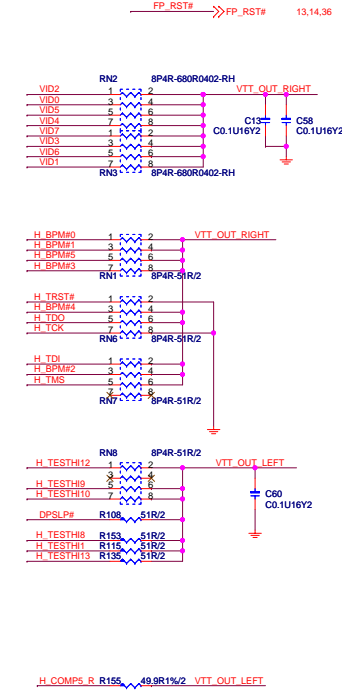 FP_RST# FP_RST# 13,14,36
RN2 8P4R-680R0402-RH
VID2 1 2 VTT_OUT_RIGHT
VID0 3 4
VID5 5 6 C13 C58
VID4 7 8 C0.1U16Y2 C0.1U16Y2
VID7 1 2
VID3 3 4
VID6 5 6
VID1 7 8
RN3 8P4R-680R0402-RH
H_BPM#0 1 2 VTT_OUT_RIGHT
H_BPM#1 3 4
H_BPM#5 5 6
H_BPM#3 7 8
RN1 8P4R-51R/2
H_TRST# 1 2
H_BPM#4 3 4
H_TDO 5 6
H_TCK 7 8
RN6 8P4R-51R/2
H_TDI 1 2
H_BPM#2 3 4
H_TMS 5 6
7 8
RN7 8P4R-51R/2
RN8 8P4R-51R/2
H_TESTHI12 1 2 VTT_OUT_LEFT
3 4
H_TESTHI9 5 6 C60
H_TESTHI10 7 8 C0.1U16Y2
DPSLP# R108 51R/2
H_TESTHI8 R153 51R/2
H_TESTHI1 R115 51R/2
H_TESTHI13 R135 51R/2
H_COMP5_R R155 49.9R1%/2 VTT_OUT_LEFT